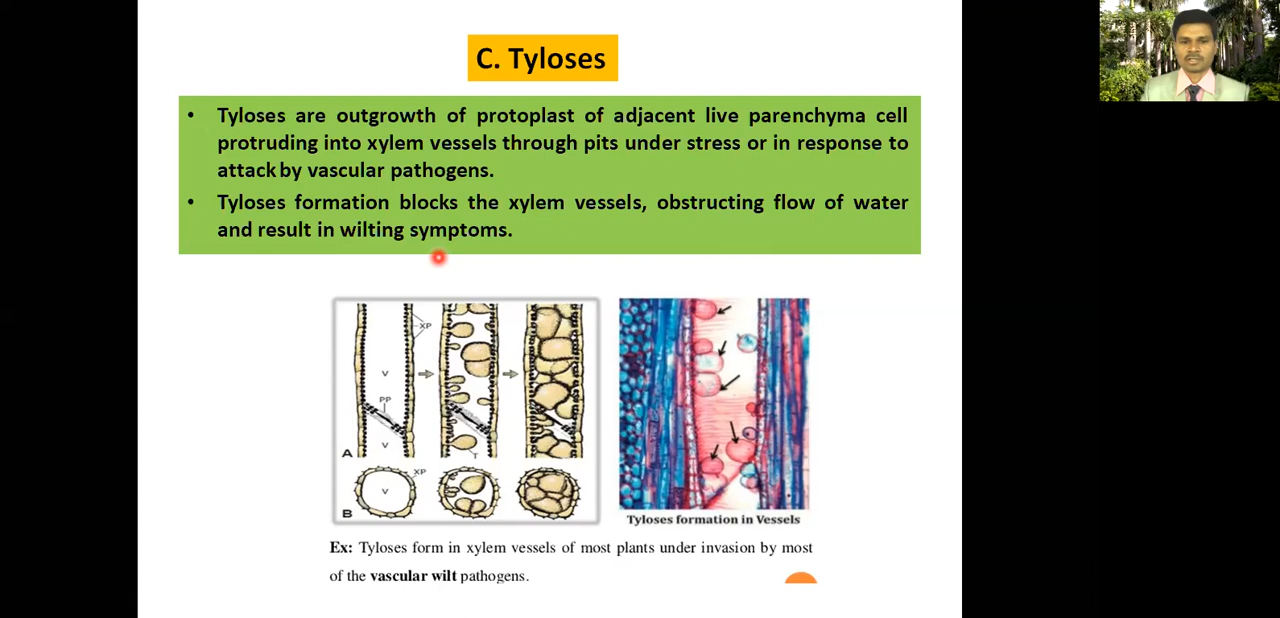 C. Tyloses
• Tyloses are outgrowth of protoplast of adjacent live parenchyma cell
protruding into xylem vessels through pits under stress or in response to
attack by vascular pathogens.
• Tyloses formation blocks the xylem vessels, obstructing flow of water
and result in wilting symptoms.
XP
V
PP
V
A
T
XP
V
B
Tyloses formation in Vessels
Ex: Tyloses form in xylem vessels of most plants under invasion by most
of the vascular wilt pathogens.